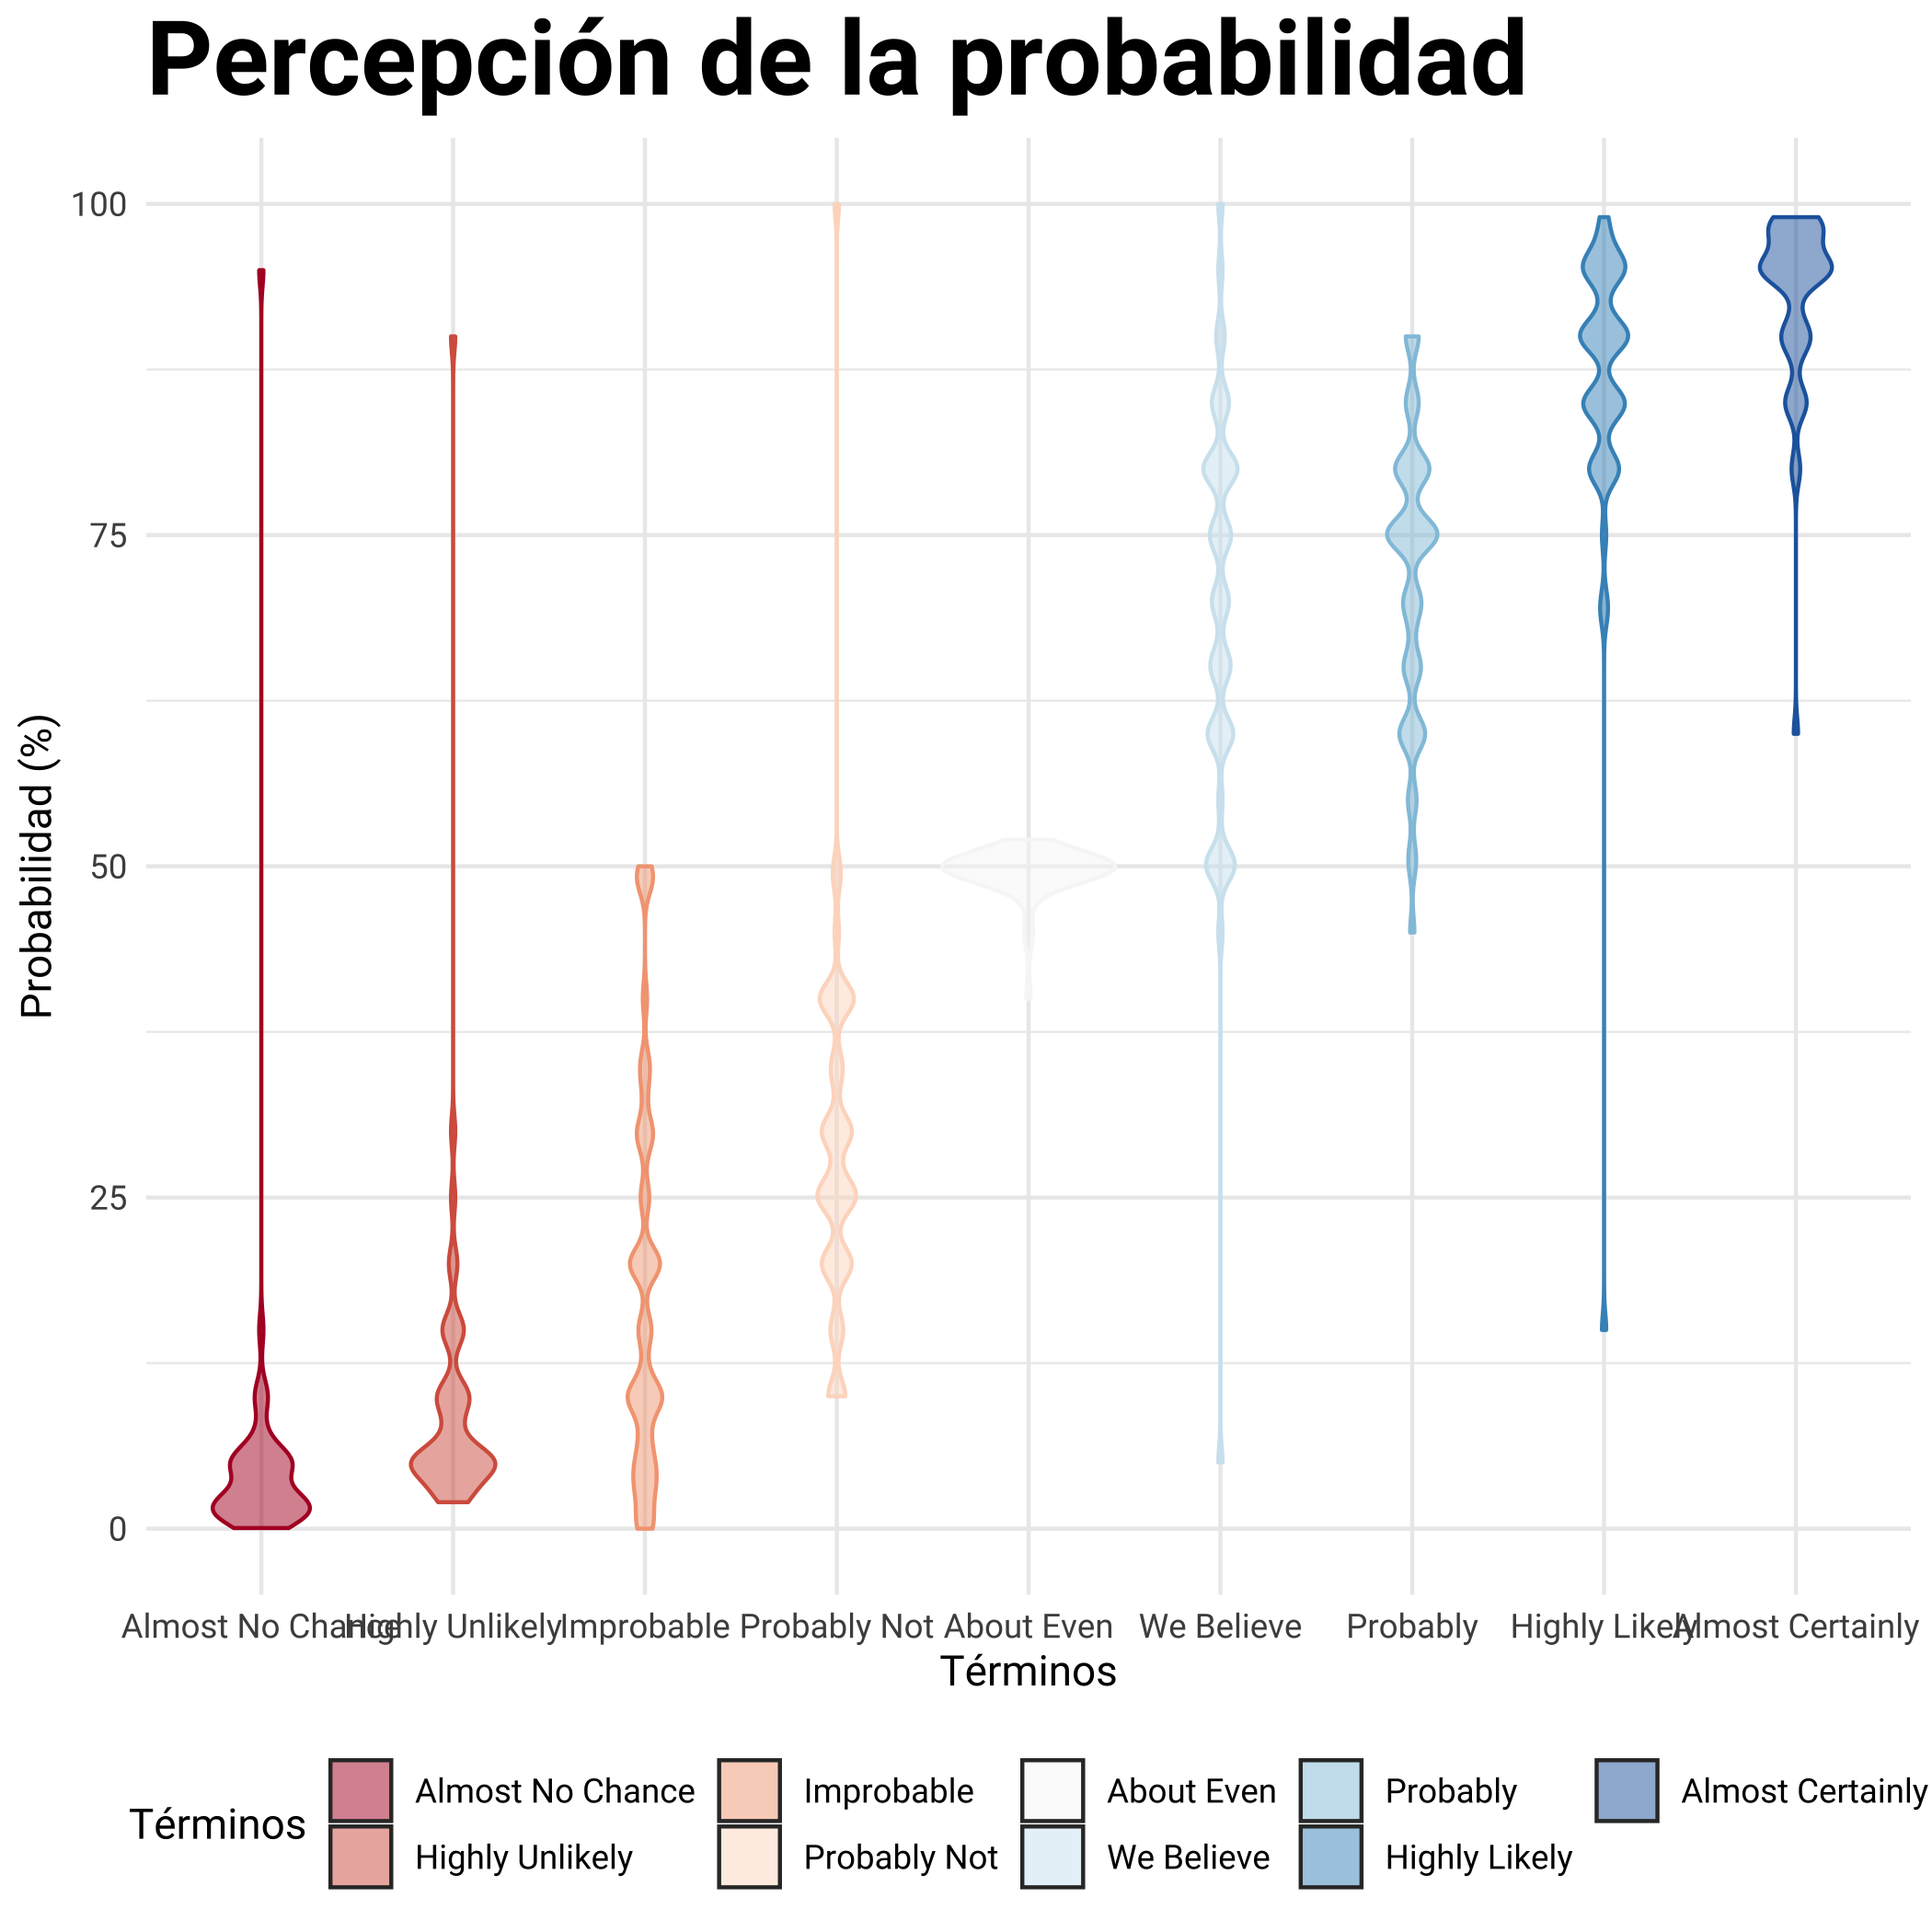 Percepción de la probabilidad
100
75
50
25
0
Probabilidad (%)
Almost No Chance Highly Unlikely Improbable Probably Not About Even We Believe Probably Highly Likely Almost Certainly
Términos
Términos
Almost No Chance Improbable About Even Probably Almost Certainly
Highly Unlikely Probably Not We Believe Highly Likely